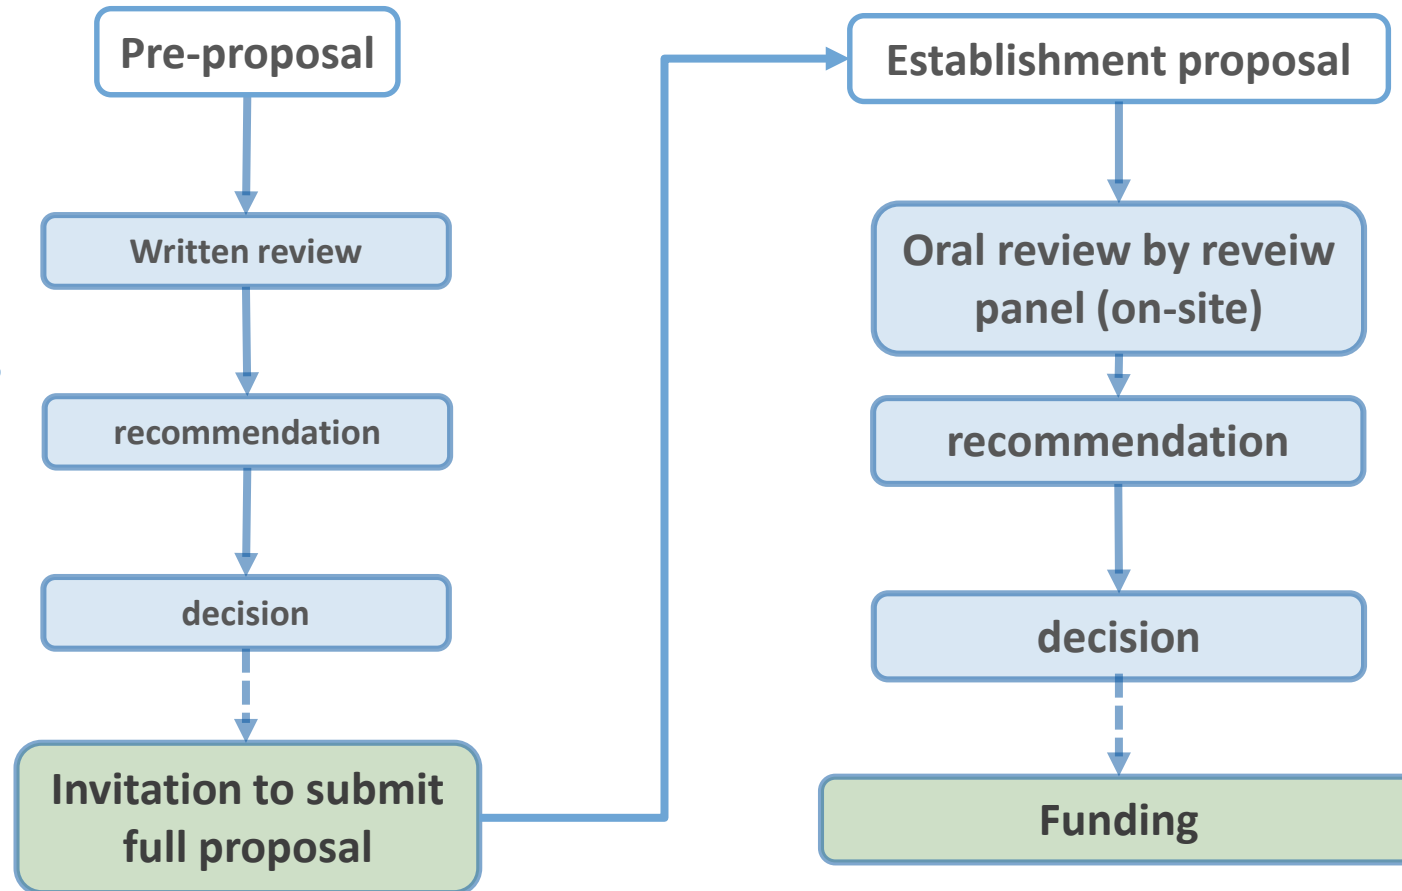 Pre-proposal
Written review
recommendation
decision
Invitation to submit
full proposal
Establishment proposal
Oral review by reveiw
panel (on-site)
recommendation
decision
Funding